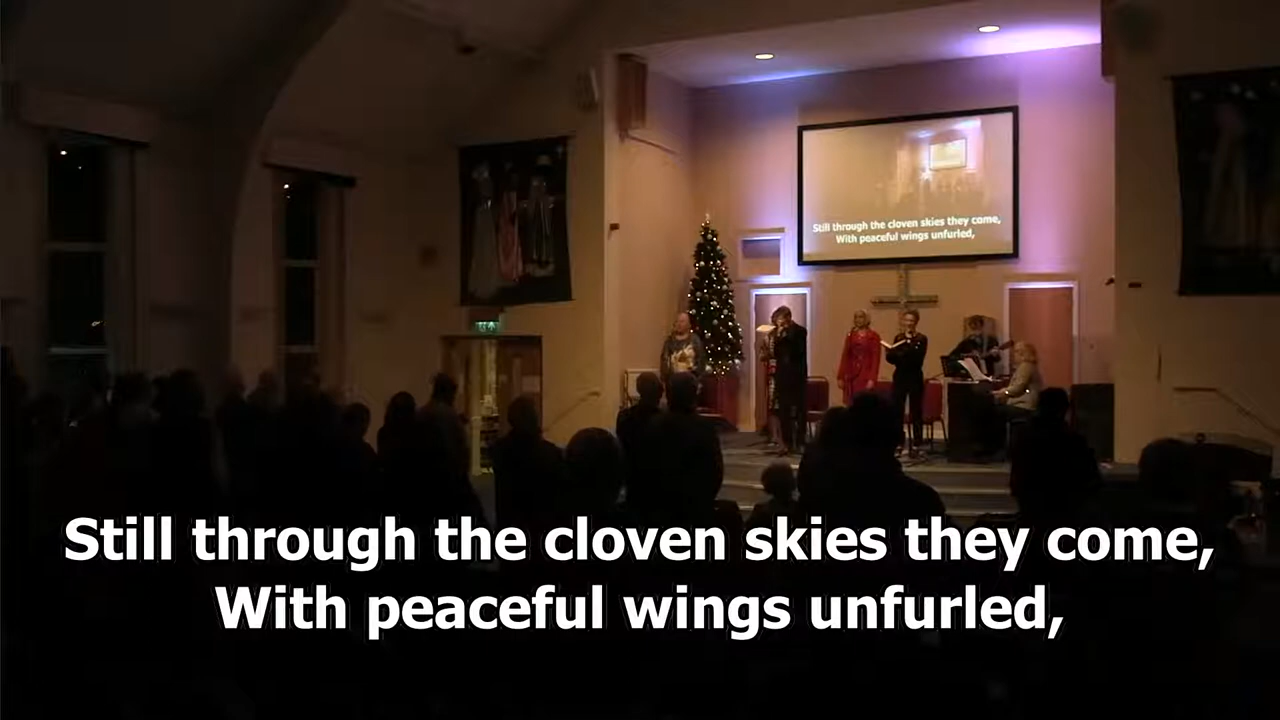 Still through the cloven skies they come,
With peaceful wings unfurled,
Still through the cloven skies they come,
With peaceful wings unfurled,